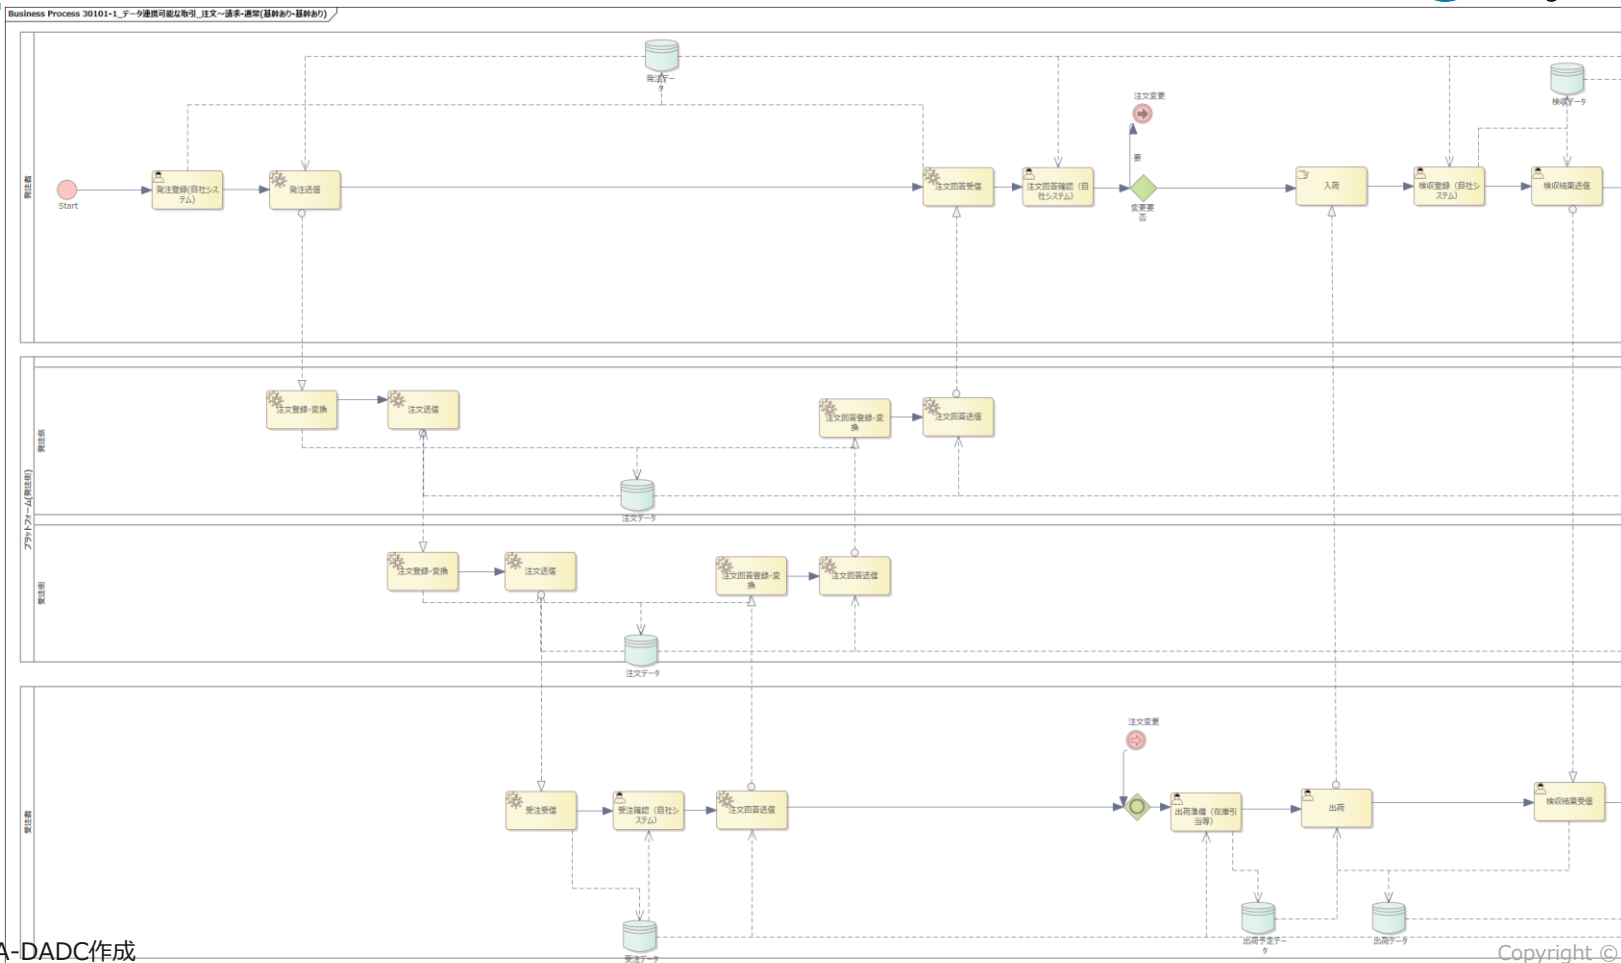 Business Process 30101-1_データ連携可能な取引_注文～請求-通常(基幹あり-基幹あり)
発注者
発注デー
タ
検収データ
注文変更
要
Start
発注登録(自社シス
テム)
発注送信
注文回答受信
注文回答確認（自
社システム）
変更要
否
入荷
検収登録（自社シ
ステム）
検収結果送信
プラットフォーム(発注側)
発注側
注文登録-変換
注文送信
注文回答登録-変
換
注文回答送信
注文データ
受注側
注文登録-変換
注文送信
注文回答登録-変
換
注文回答送信
注文データ
受注者
注文変更
受注受信
受注確認（自社シ
ステム）
注文回答送信
出荷準備（在庫引
当等）
出荷
検収結果受信
受注データ
出荷予定デー
タ
出荷データ
A-DADC作成
Copyright ©